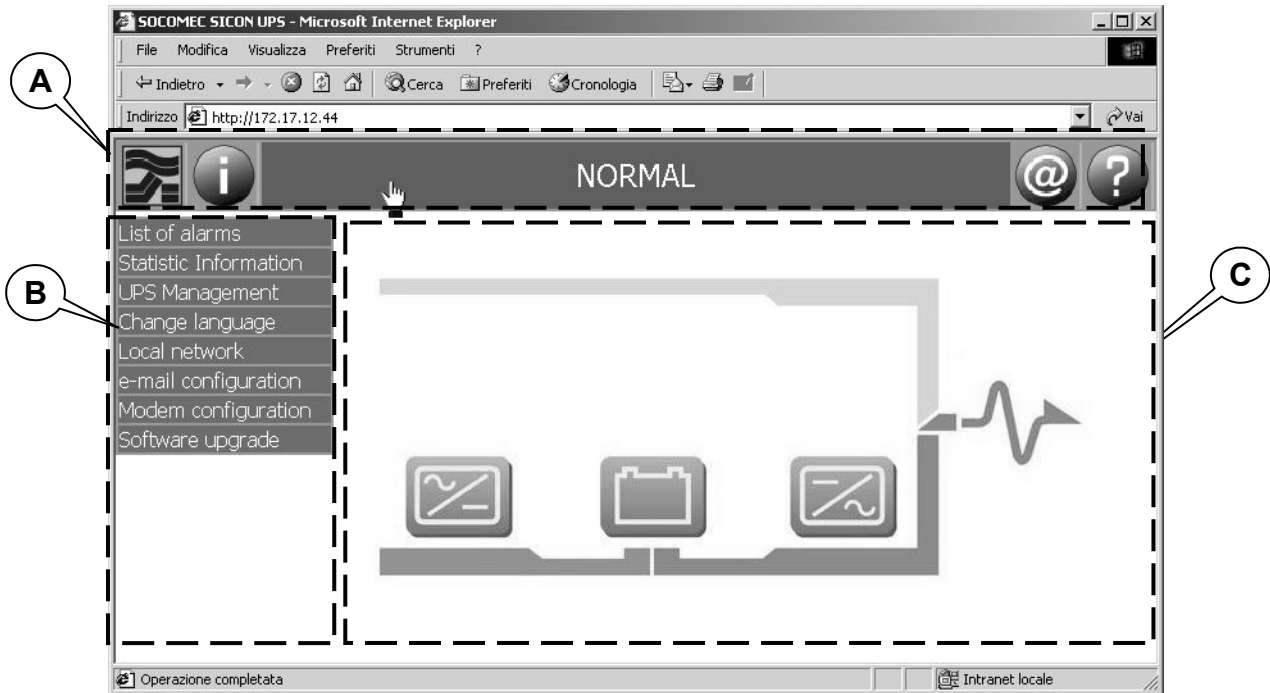 SOCOMEC SICON UPS - Microsoft Internet Explorer
File Modifica Visualizza Preferiti Strumenti ?
A
Indietro Cerca Preferiti Cronologia
Indirizzo http://172.17.12.44 Vai
i NORMAL @ ?
List of alarms
Statistic Information
UPS Management
B
C
Change language
Local network
e-mail configuration
Modem configuration
Software upgrade
Operazione completata Intranet locale